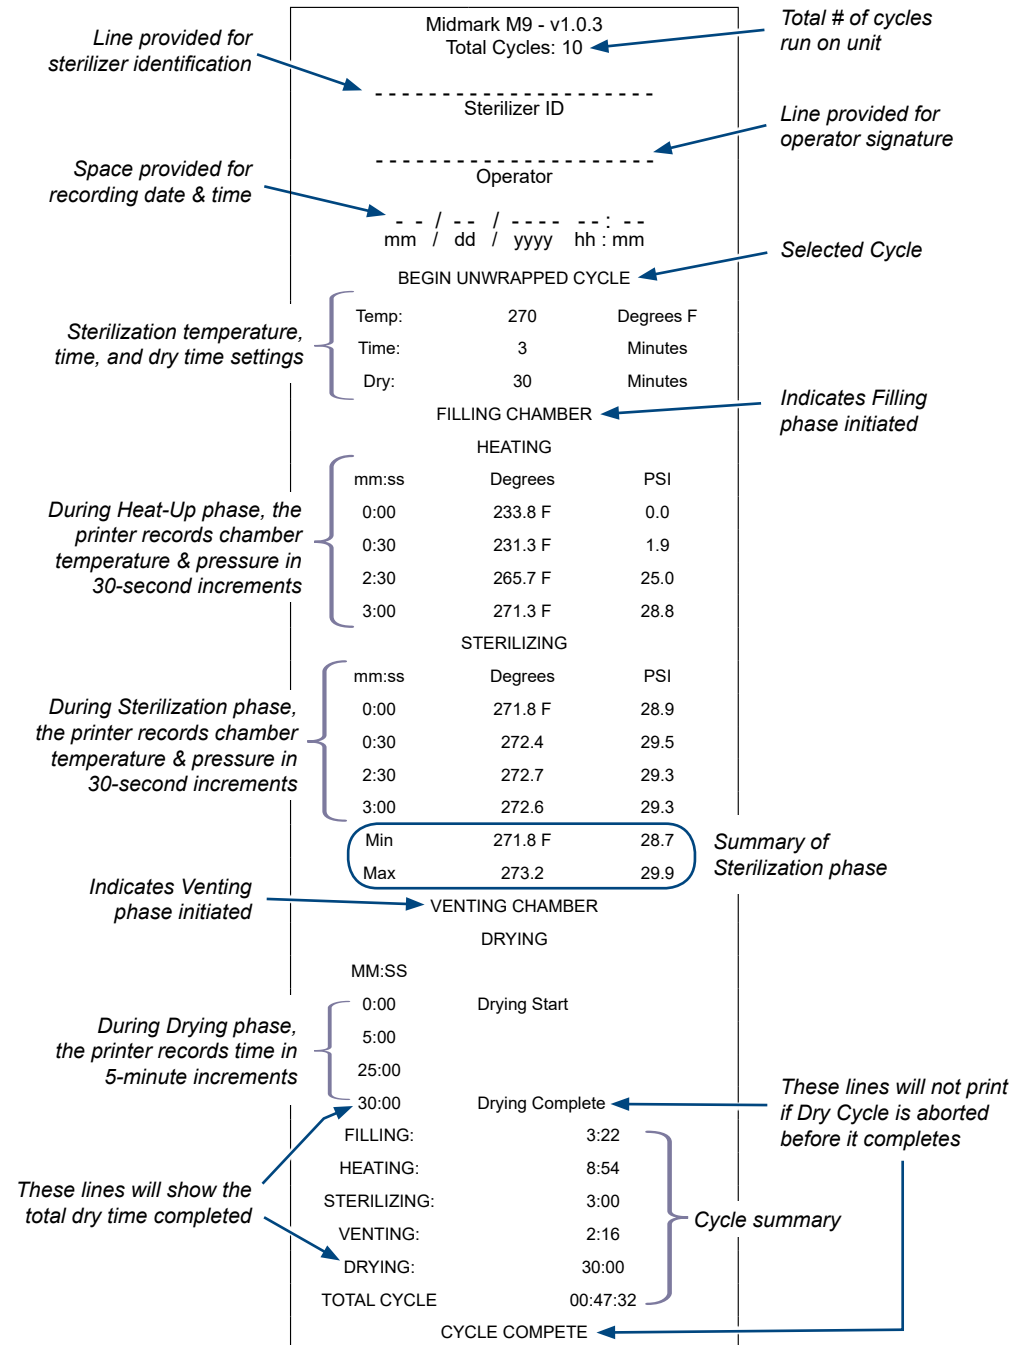 Midmark M9 - v1.0.3
Total Cycles: 10
Total # of cycles
run on unit
Line provided for
sterilizer identification
- - - - - - - - - - - - - - - - - - - - -
Sterilizer ID
Line provided for
operator signature
- - - - - - - - - - - - - - - - - - - - -
Operator
Space provided for
recording date & time
- - / - - / - - - - - - : - -
mm / dd / yyyy hh : mm
Selected Cycle
BEGIN UNWRAPPED CYCLE
Sterilization temperature,
time, and dry time settings
Temp: 270 Degrees F
Time: 3 Minutes
Dry: 30 Minutes
Indicates Filling
phase initiated
FILLING CHAMBER
HEATING
mm:ss Degrees PSI
0:00 233.8 F 0.0
0:30 231.3 F 1.9
2:30 265.7 F 25.0
3:00 271.3 F 28.8
During Heat-Up phase, the
printer records chamber
temperature & pressure in
30-second increments
STERILIZING
mm:ss Degrees PSI
0:00 271.8 F 28.9
0:30 272.4 29.5
2:30 272.7 29.3
3:00 272.6 29.3
During Sterilization phase,
the printer records chamber
temperature & pressure in
30-second increments
Min 271.8 F 28.7
Max 273.2 29.9
Summary of
Sterilization phase
Indicates Venting
phase initiated
VENTING CHAMBER
DRYING
MM:SS
0:00 Drying Start
5:00
25:00
30:00 Drying Complete
During Drying phase,
the printer records time in
5-minute increments
These lines will not print
if Dry Cycle is aborted
before it completes
FILLING: 3:22
HEATING: 8:54
STERILIZING: 3:00
VENTING: 2:16
DRYING: 30:00
TOTAL CYCLE 00:47:32
These lines will show the
total dry time completed
Cycle summary
CYCLE COMPETE